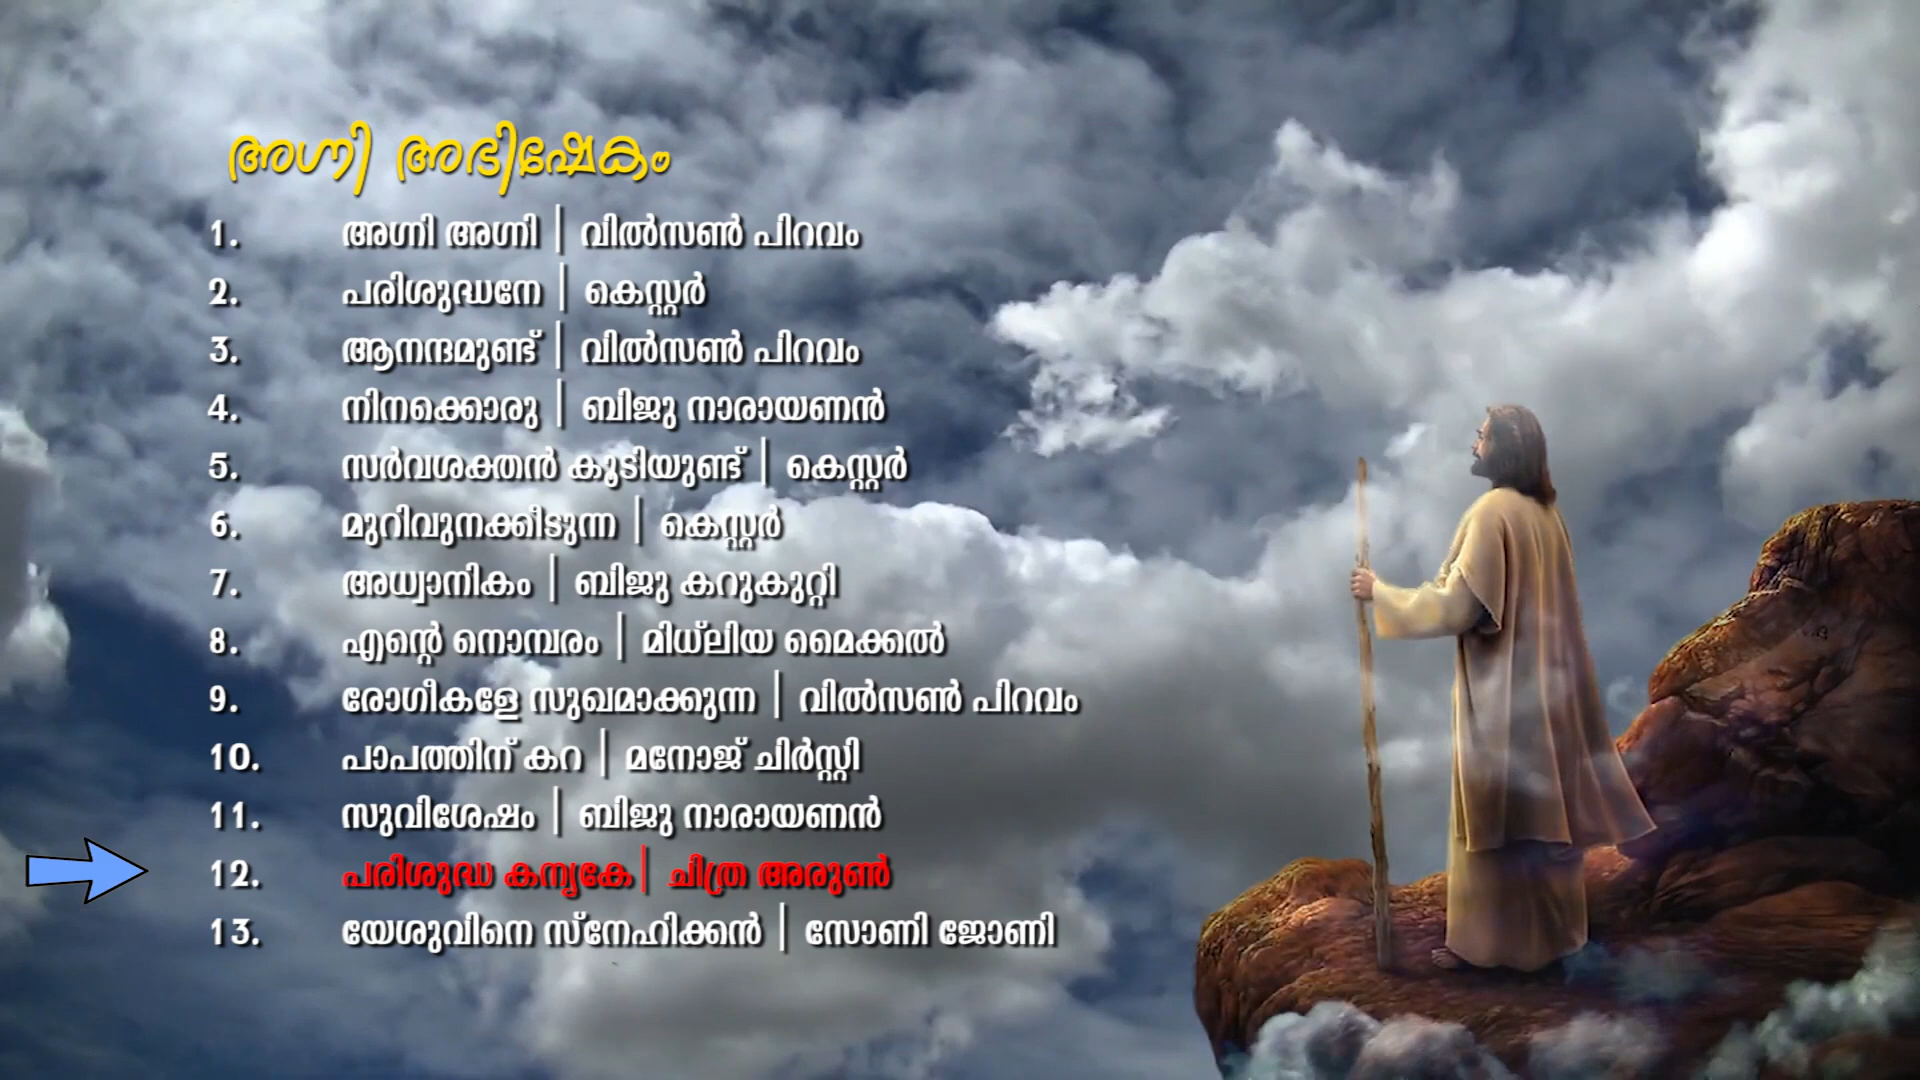 അഗ്നി അഭിഷേകം
1. അഗ്നി അഗ്നി | വിൽസൺ പിറവം
2. പരിശുദ്ധനേ | കെസ്റ്റർ
3. ആനന്ദമുണ്ട് | വിൽസൺ പിറവം
4. നിനക്കൊരു | ബിജു നാരായണൻ
5. സർവശക്തൻ കൂടിയുണ്ട് | കെസ്റ്റർ
6. മുറിവുനക്കീടുന്ന | കെസ്റ്റർ
7. അധ്വാനികം | ബിജു കറുകുറ്റി
8. എന്റെ നൊമ്പരം | മിധ്‌ലിയ മൈക്കൽ
9. രോഗീകളേ സുഖമാക്കുന്ന | വിൽസൺ പിറവം
10. പാപത്തിന് കറ | മനോജ് ചിർസ്റ്റി
11. സുവിശേഷം | ബിജു നാരായണൻ
12. പരിശുദ്ധ കന്യകേ | ചിത്ര അരുൺ
13. യേശുവിനെ സ്നേഹിക്കൻ | സോണി ജോണി